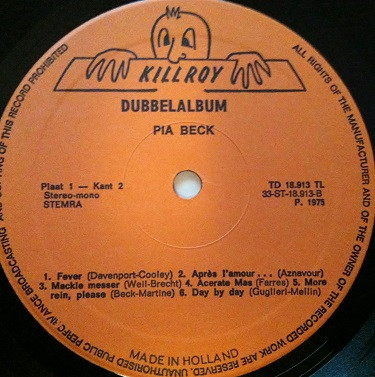 KILLROY
DUBBELALBUM
PIA BECK
Plaat 1 — Kant 2
Stereo-mono
STEMRA
TD 18.913 TL
33-ST-18.913-B
P. 1975
1. Fever (Davenport-Cooley) 2. Après l'amour . . . (Aznavour)
3. Mackie messer (Weil-Brecht) 4. Acerate Mas (Farres) 5. More
rein, please (Beck-Martine) 6. Day by day (Guglieri-Mellin)
MADE IN HOLLAND
ALL RIGHTS OF THE MANUFACTURER AND OF THE OWNER OF THE RECORDED WORK ARE RESERVED. UNAUTHORISED PUBLIC PERFORMANCE BROADCASTING AND COPYING OF THIS RECORD PROHIBITED